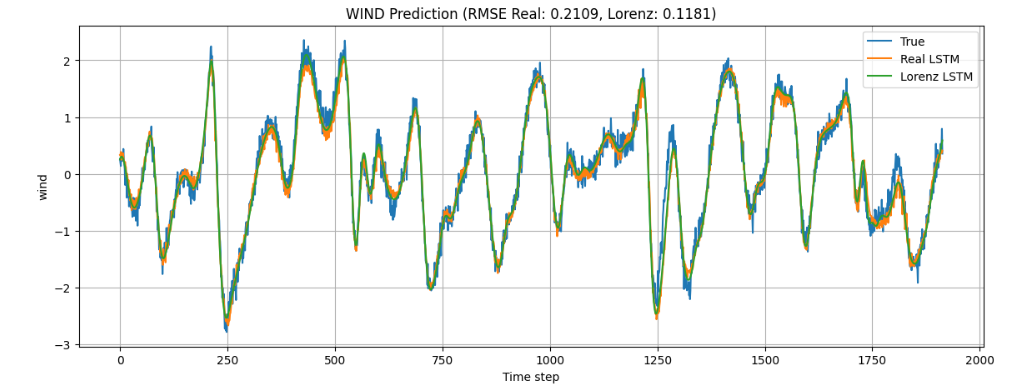 WIND Prediction (RMSE Real: 0.2109, Lorenz: 0.1181)
True
Real LSTM
Lorenz LSTM
2
1
0
−1
−2
−3
wind
0
250
500
750
1000
1250
1500
1750
2000
Time step